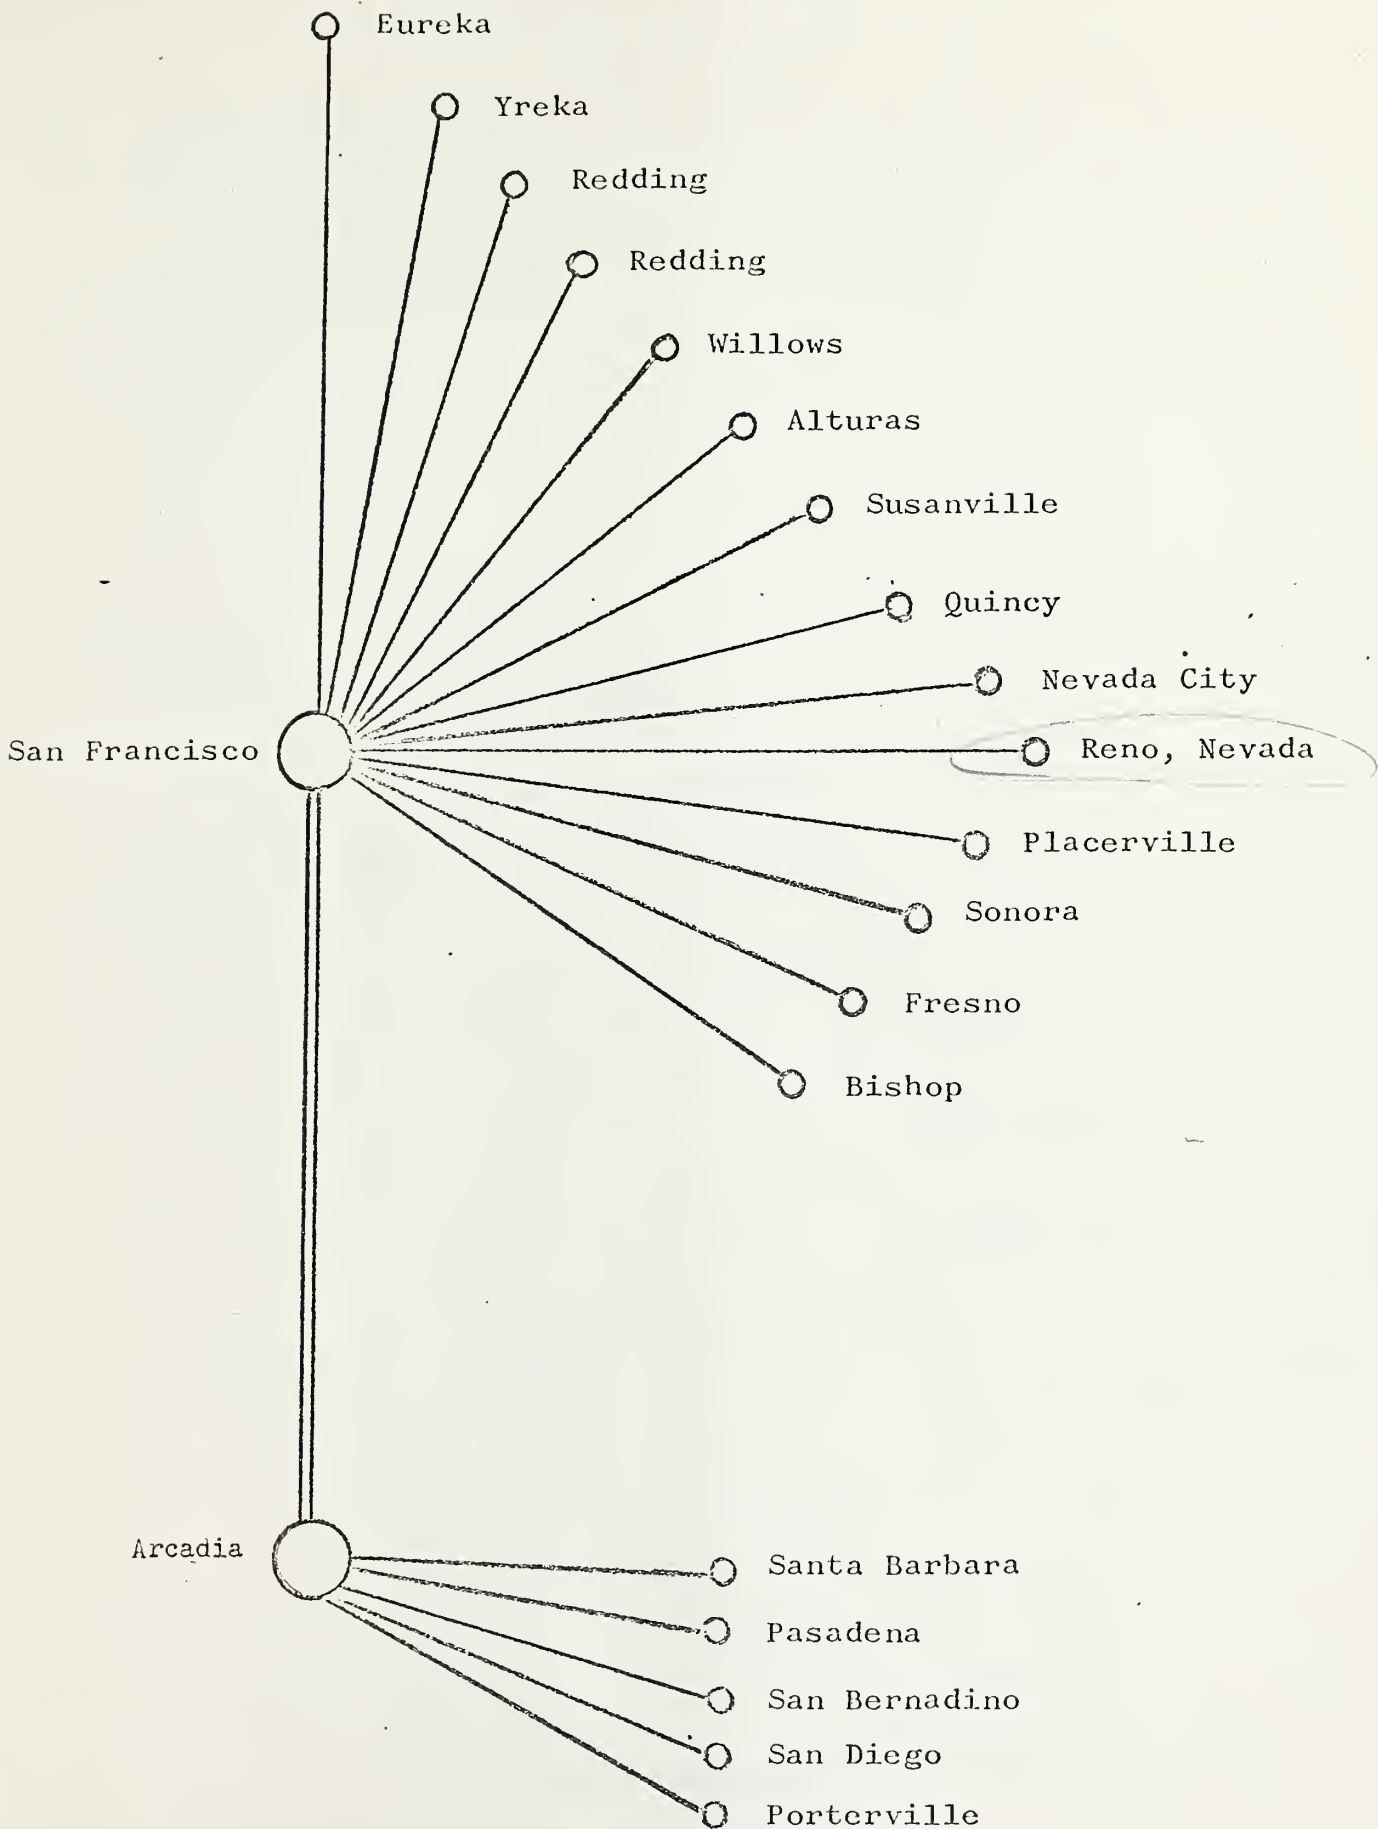 Eureka
Yreka
Redding
Redding
Willows
Alturas
Susanville
Quincy
Nevada City
San Francisco
Reno, Nevada
Placerville
Sonora
Fresno
Bishop
Arcadia
Santa Barbara
Pasadena
San Bernadino
San Diego
Porterville